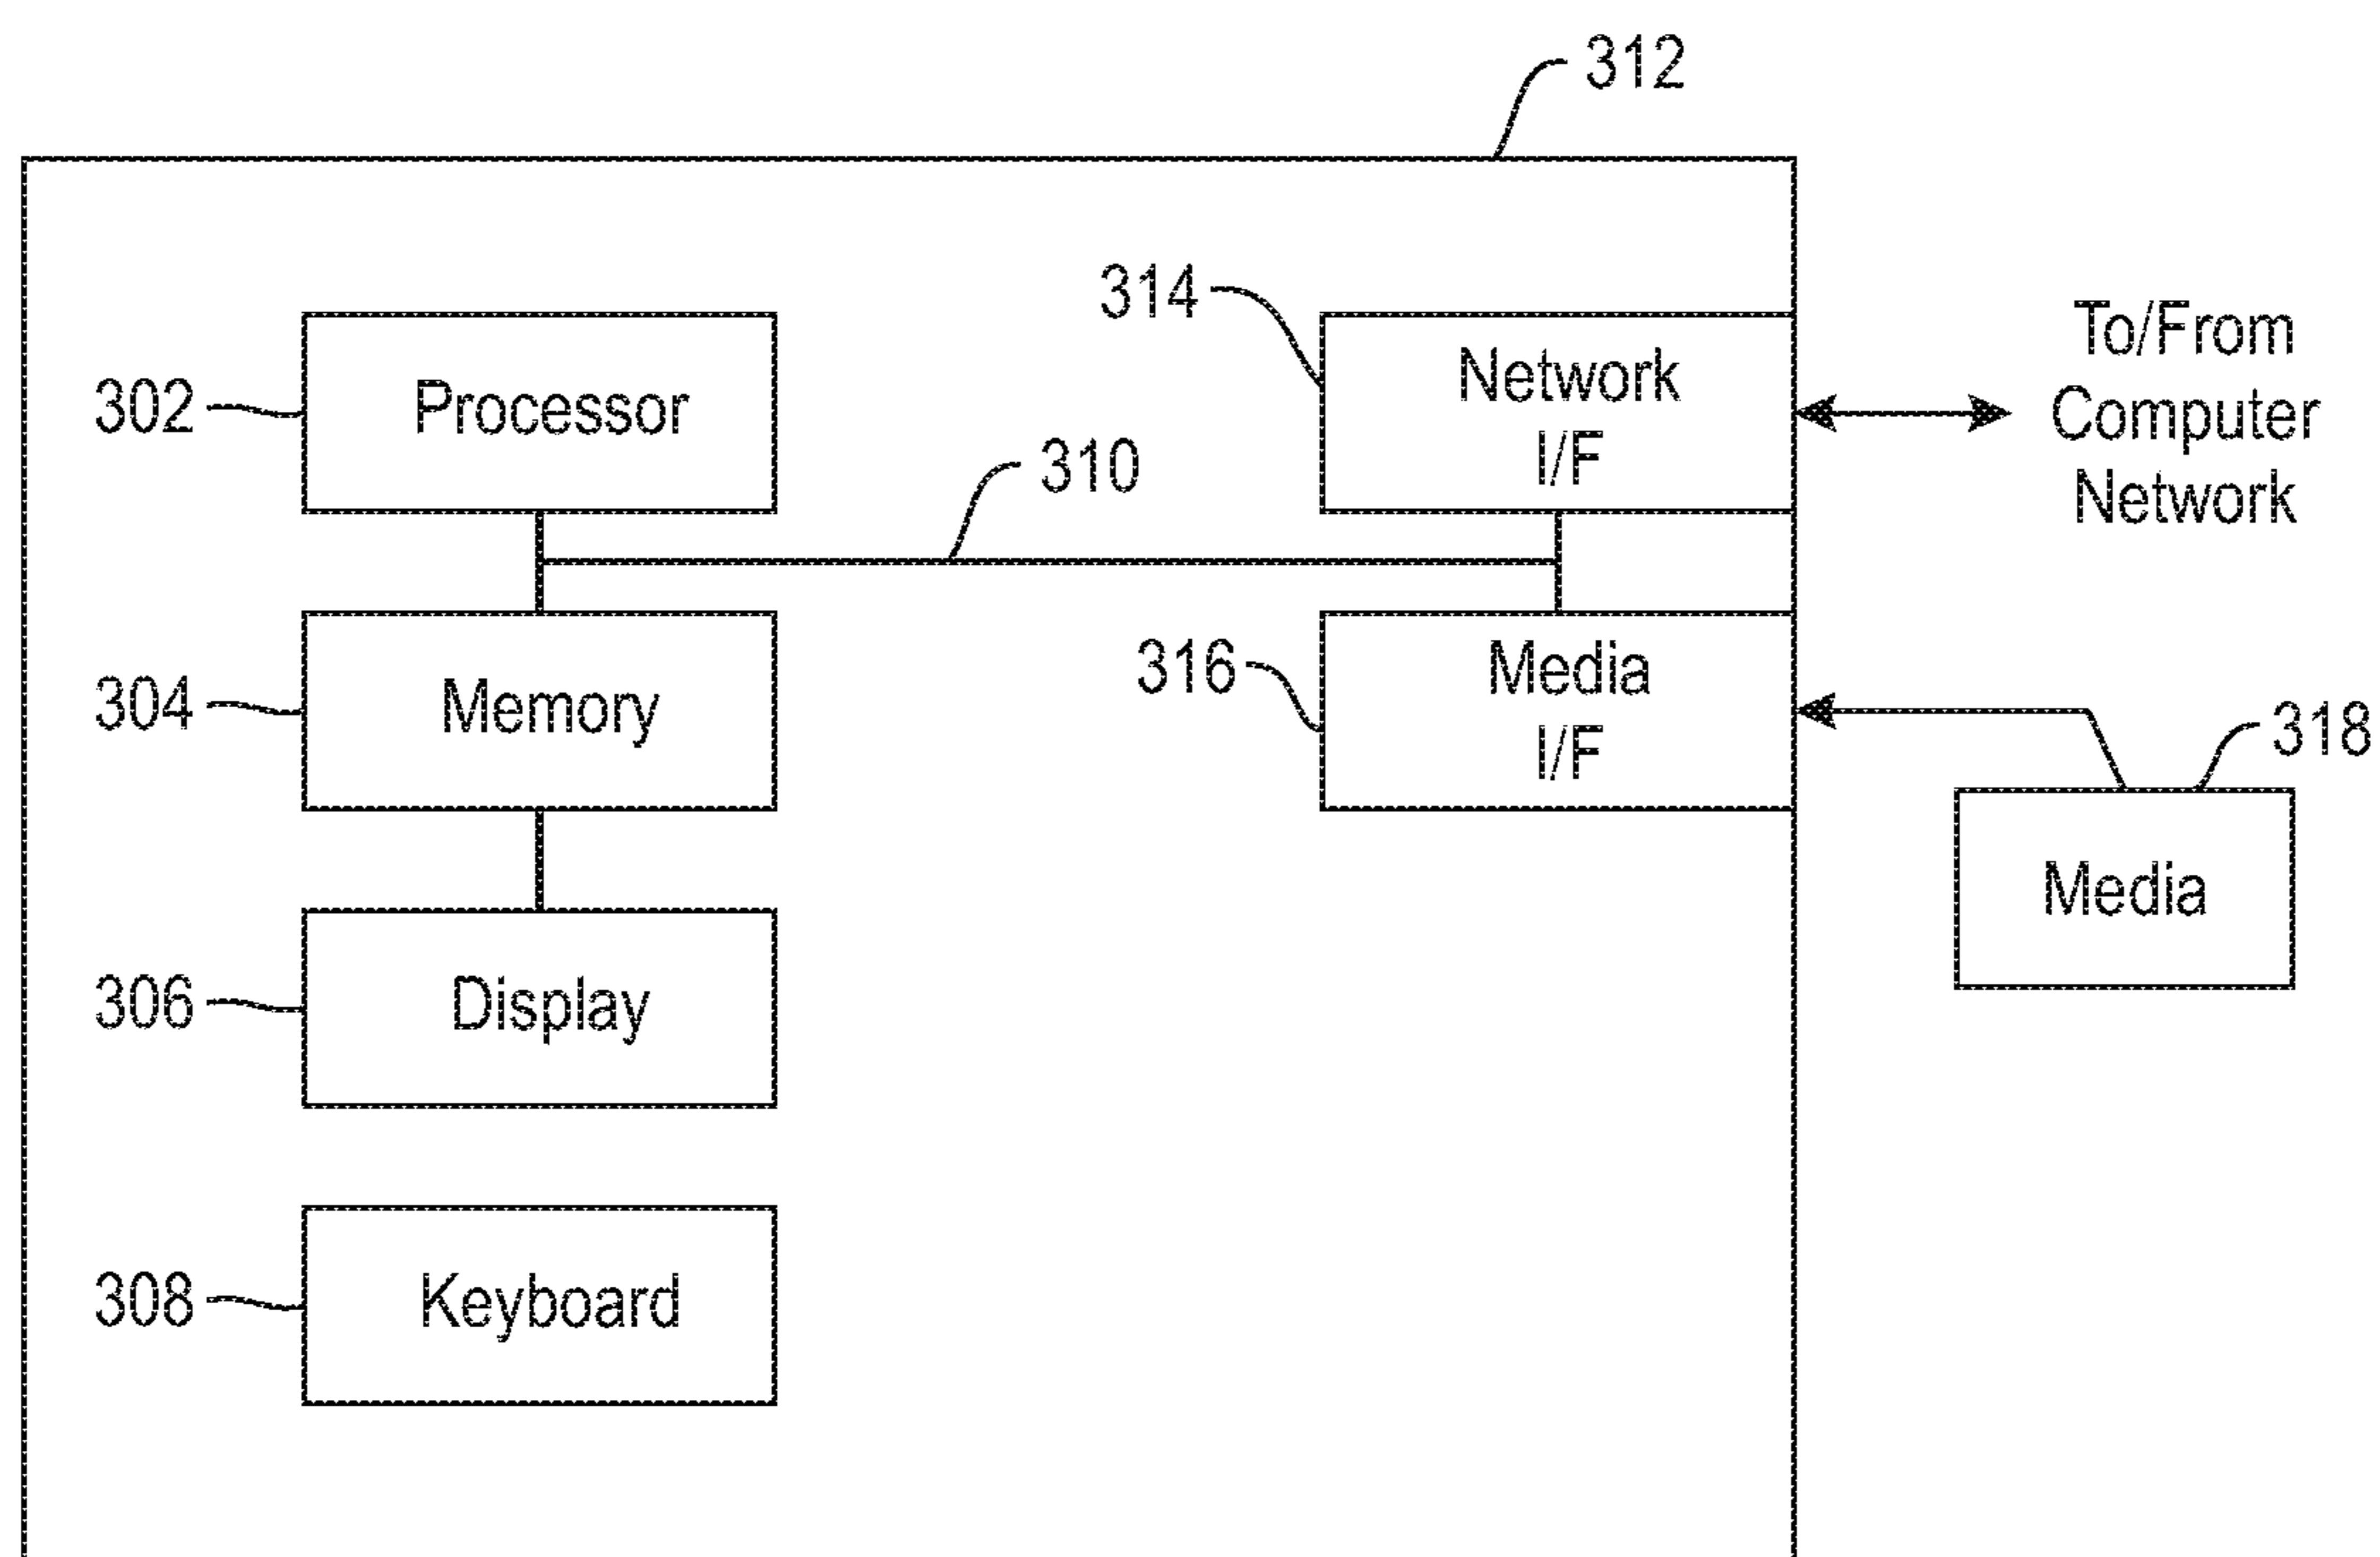 312
314
Network
I/F
To/From
Computer
Network
302
Processor
310
304
Memory
316
Media
I/F
318
Media
306
Display
308
Keyboard